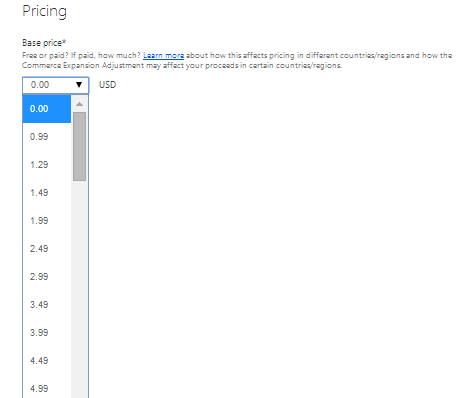 Pricing
Base price*
Free or paid? If paid, how much? Learn more about how this affects pricing in different countries/regions and how the
Commerce Expansion Adjustment may affect your proceeds in certain countries/regions.
0.00 USD
0.00
0.99
1.29
1.49
1.99
2.49
2.99
3.49
3.99
4.49
4.99